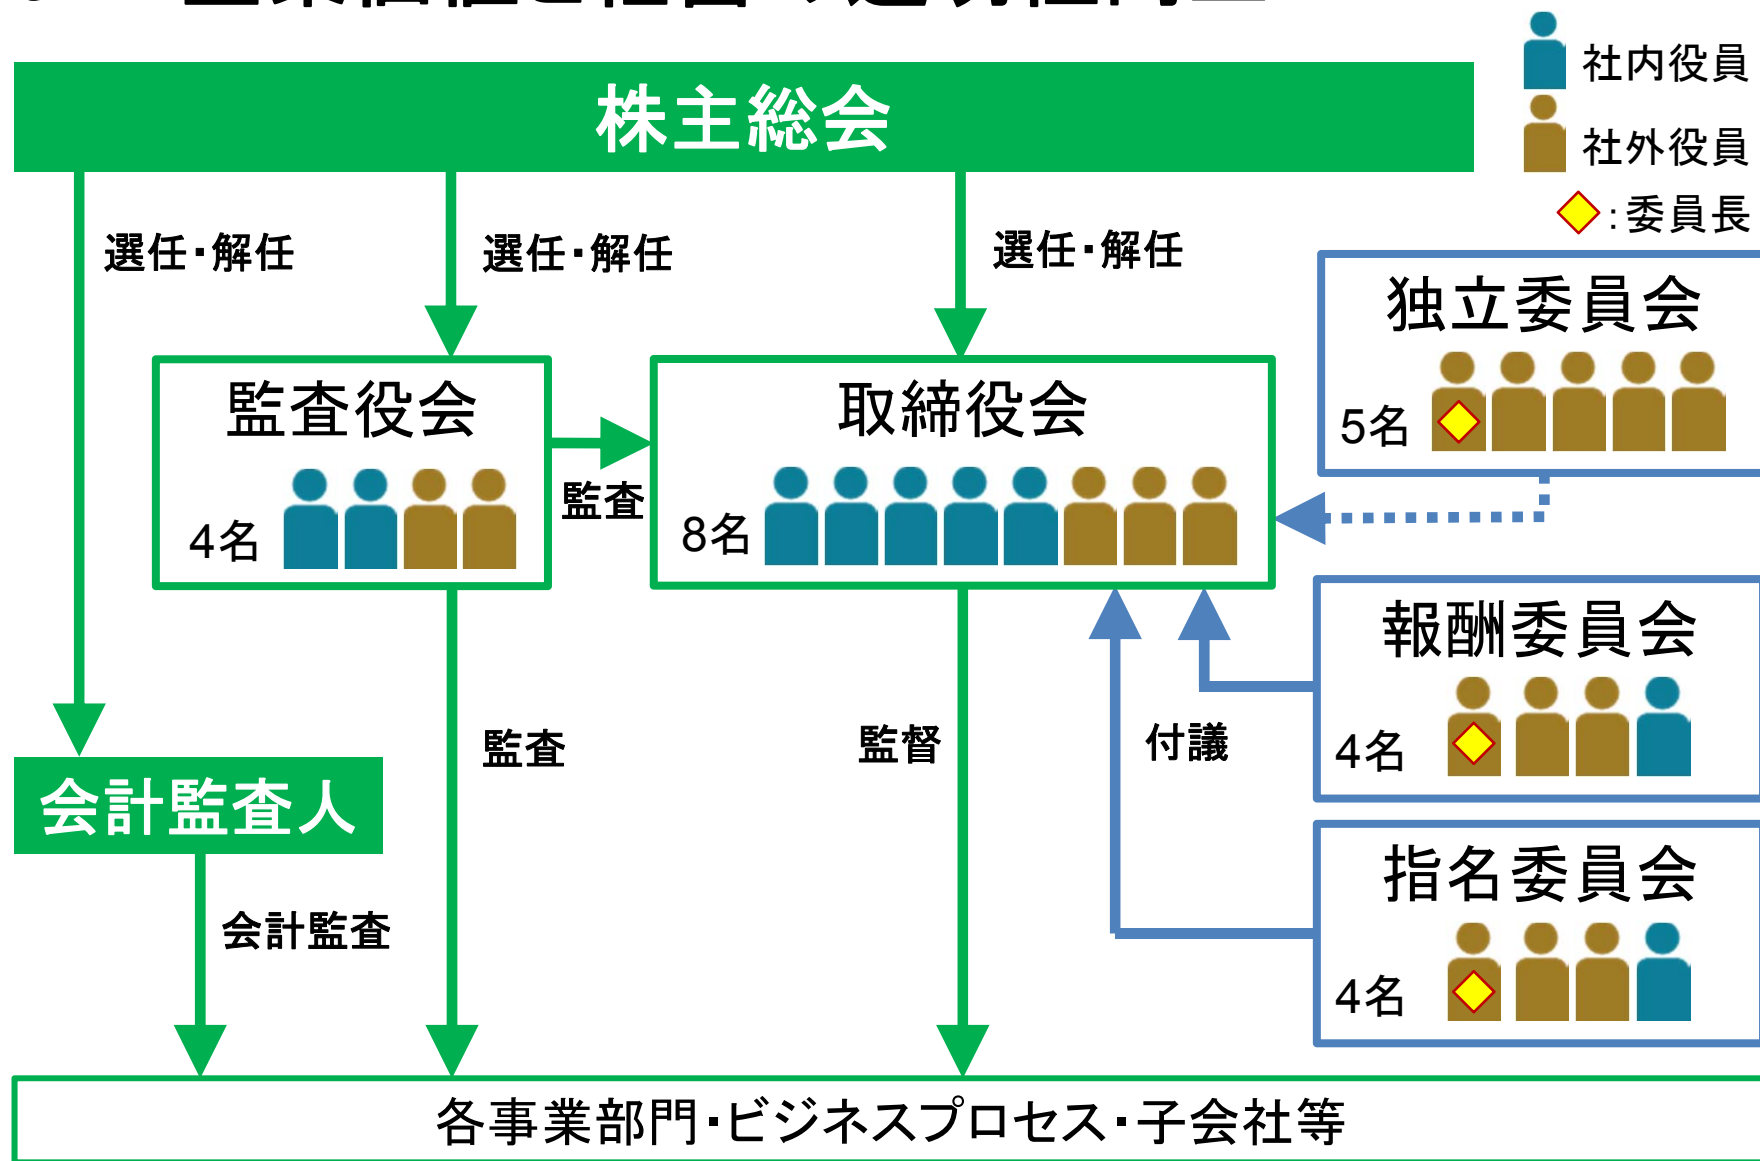 株主総会
社内役員
社外役員
:委員長
選任・解任
選任・解任
選任・解任
独立委員会
5名
監査役会
4名
監査
取締役会
8名
報酬委員会
4名
監査
監督
付議
会計監査人
指名委員会
4名
会計監査
各事業部門・ビジネスプロセス・子会社等